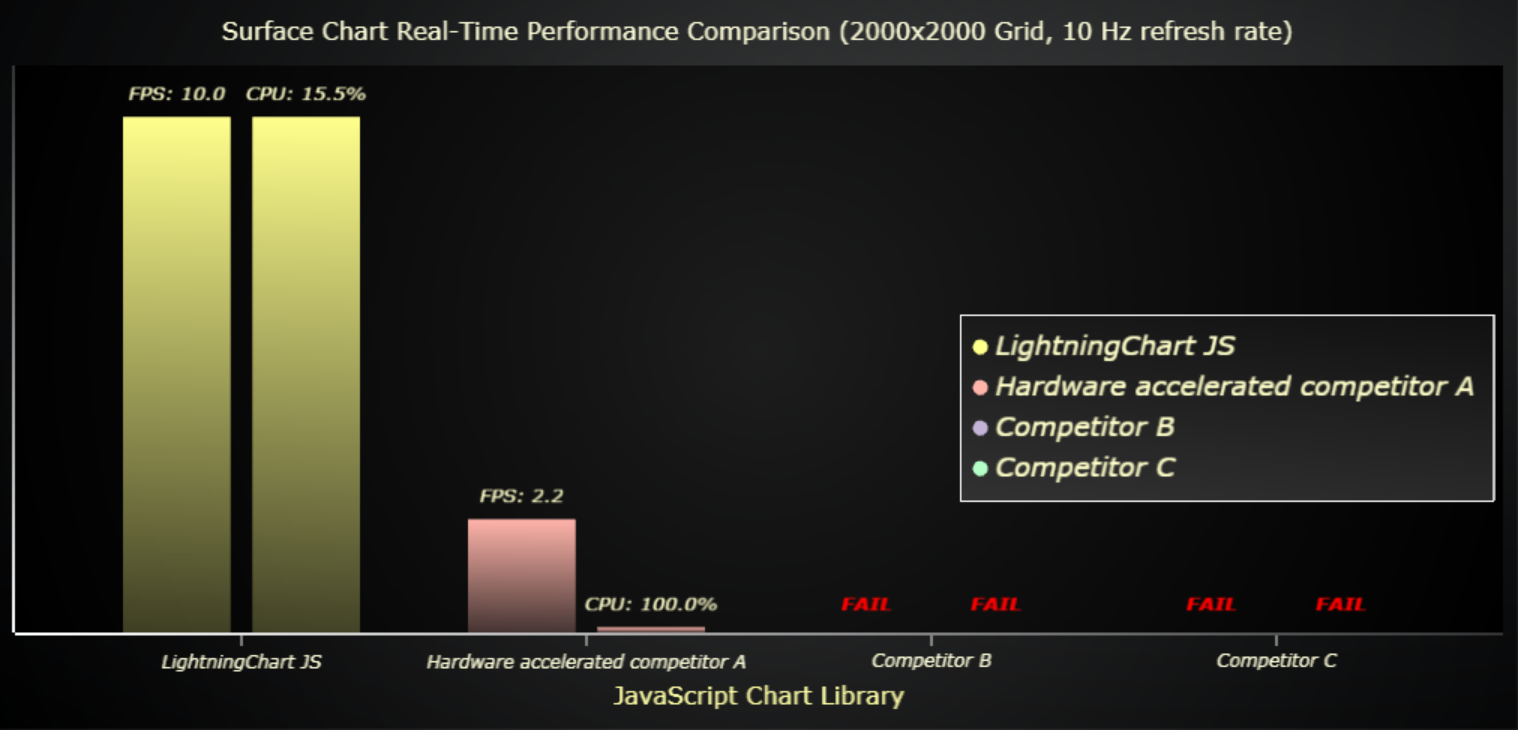 Surface Chart Real-Time Performance Comparison (2000x2000 Grid, 10 Hz refresh rate)
FPS: 10.0 CPU: 15.5%
LightningChart JS
Hardware accelerated competitor A
Competitor B
Competitor C
FPS: 2.2
CPU: 100.0% FAIL FAIL FAIL FAIL
LightningChart JS Hardware accelerated competitor A Competitor B Competitor C
JavaScript Chart Library